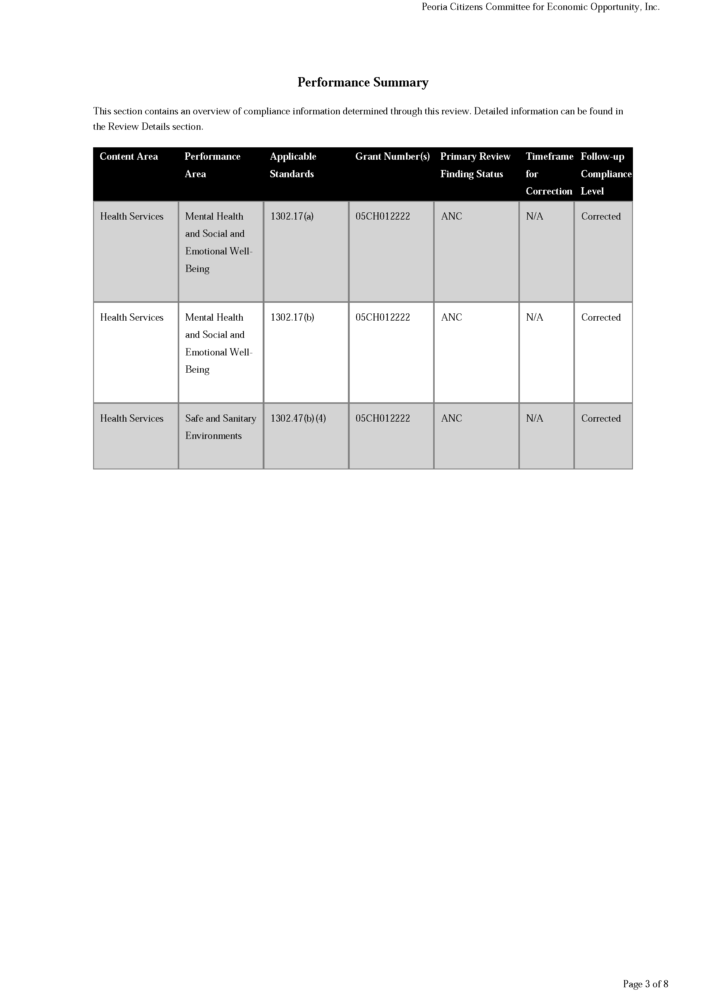 Peoria Citizens Committee for Economic Opportunity, Inc.
Performance Summary
This section contains an overview of compliance information determined through this review. Detailed information can be found in
the Review Details section.
Content Area Performance Area Applicable Standards Grant Number(s) Primary Review Finding Status Timeframe for Correction Follow-up Compliance Level
Health Services Mental Health and Social and Emotional Well-Being 1302.17(a) 05CH012222 ANC N/A Corrected
Health Services Mental Health and Social and Emotional Well-Being 1302.17(b) 05CH012222 ANC N/A Corrected
Health Services Safe and Sanitary Environments 1302.47(b)(4) 05CH012222 ANC N/A Corrected
Page 3 of 8